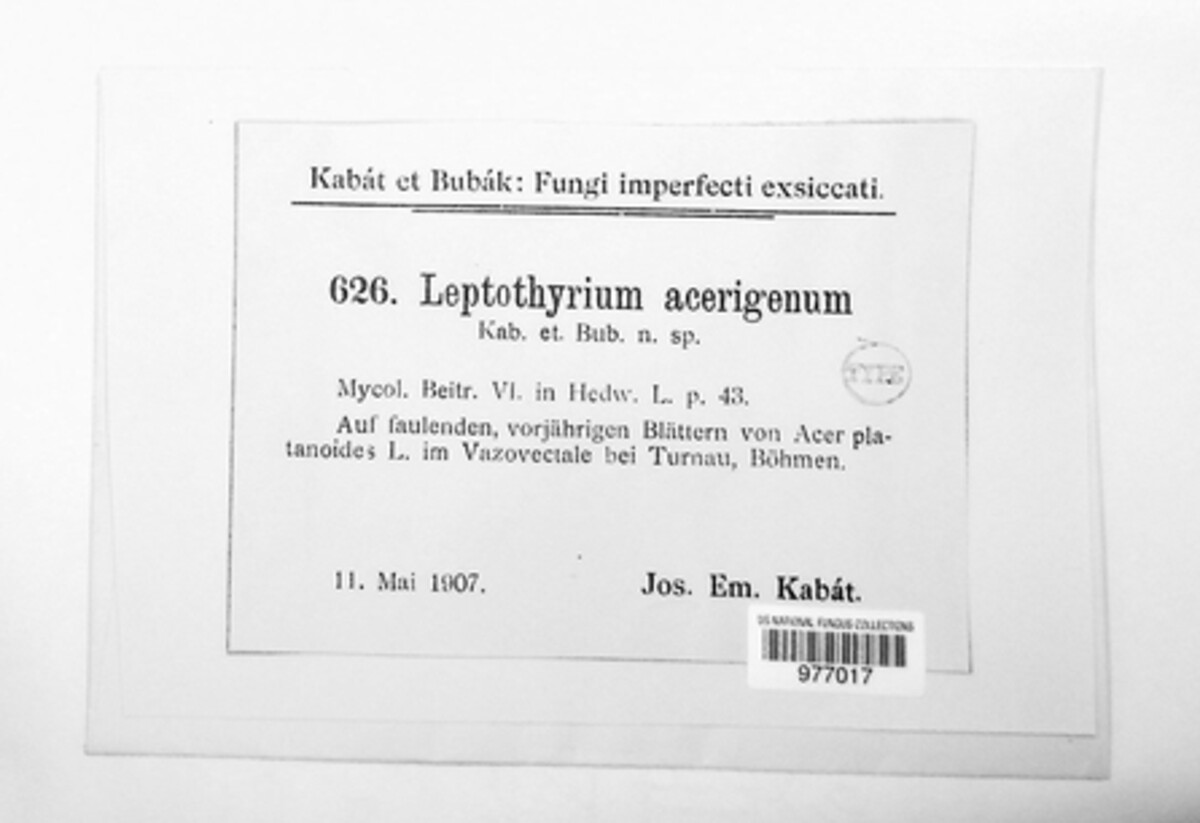 Kabát et Bubák: Fungi imperfecti exsiccati.
626. Leptothyrium acerigenum
Kab. et. Bub. n. sp.
TYPE
Mycol. Beitr. VI. in Hedw. L. p. 43.
Auf faulenden, vorjährigen Blättern von Acer pla-
tanoides L. im Vazovectale bei Turnau, Böhmen.
11. Mai 1907.
Jos. Em. Kabát.
US NATIONAL FUNGUS COLLECTIONS
977017